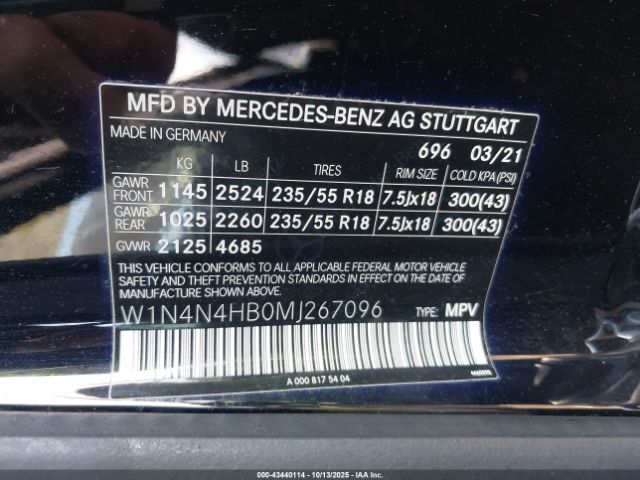 MFD BY MERCEDES-BENZ AG STUTTGART
MADE IN GERMANY
696 03/21
KG LB TIRES RIM SIZE COLD KPA (PSI)
GAWR FRONT 1145 2524 235/55 R18 7.5Jx18 300(43)
GAWR REAR 1025 2260 235/55 R18 7.5Jx18 300(43)
GVWR 2125 4685
THIS VEHICLE CONFORMS TO ALL APPLICABLE FEDERAL MOTOR VEHICLE
SAFETY AND THEFT PREVENTION STANDARDS IN EFFECT ON THE DATE OF
MANUFACTURE SHOWN ABOVE.
W1N4N4HB0MJ267096 TYPE: MPV
A 000 817 54 04
000-43440114 - 10/13/2025 - COPYRIGHT © IAA HOLDINGS, LLC